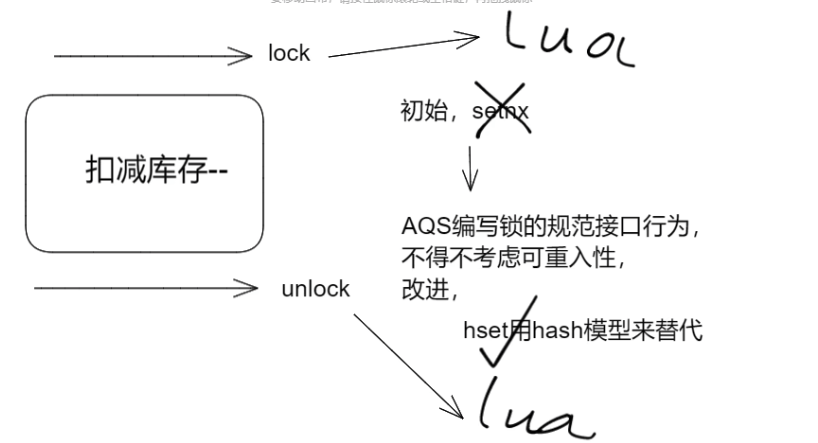 lock
lua
初始，setnx
扣减库存--
AQS编写锁的规范接口行为，
不得不考虑可重入性，
改进，
unlock
hset用hash模型来替代
lua